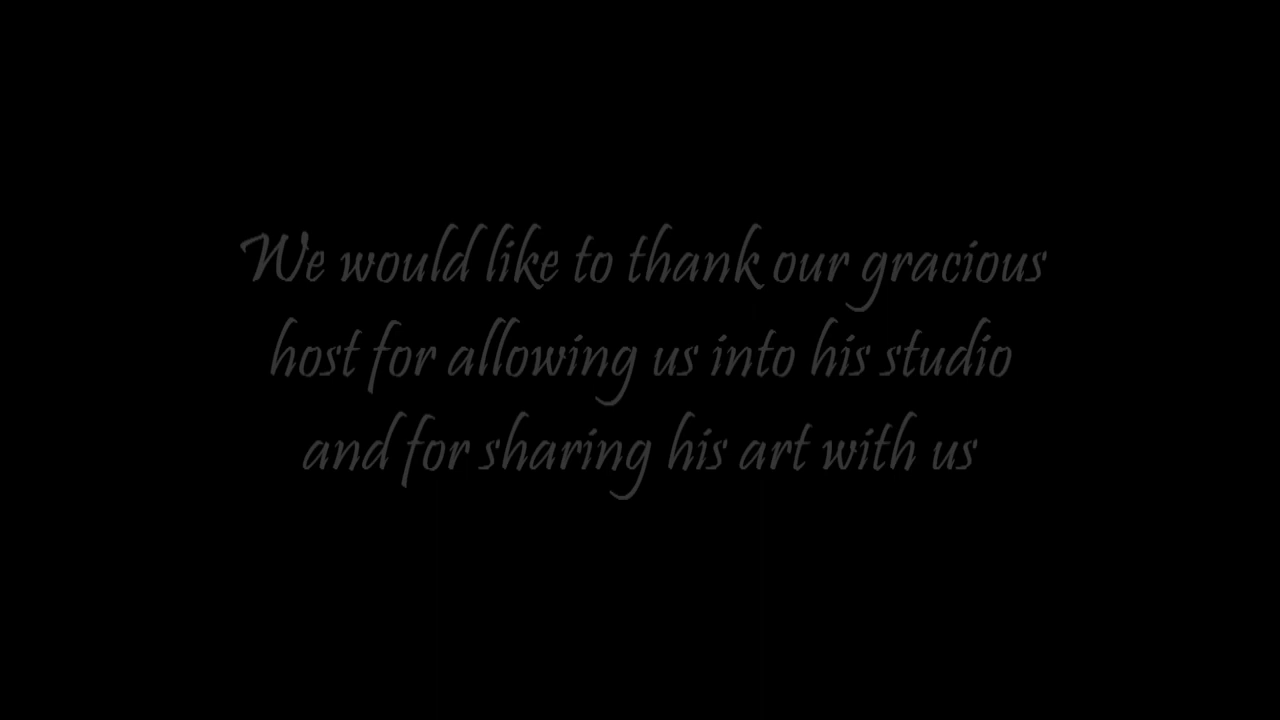 We would like to thank our gracious
host for allowing us into his studio
and for sharing his art with us